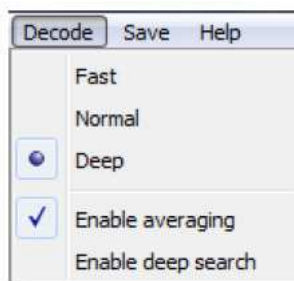 Decode Save Help
Fast
Normal
Deep
Enable averaging
Enable deep search